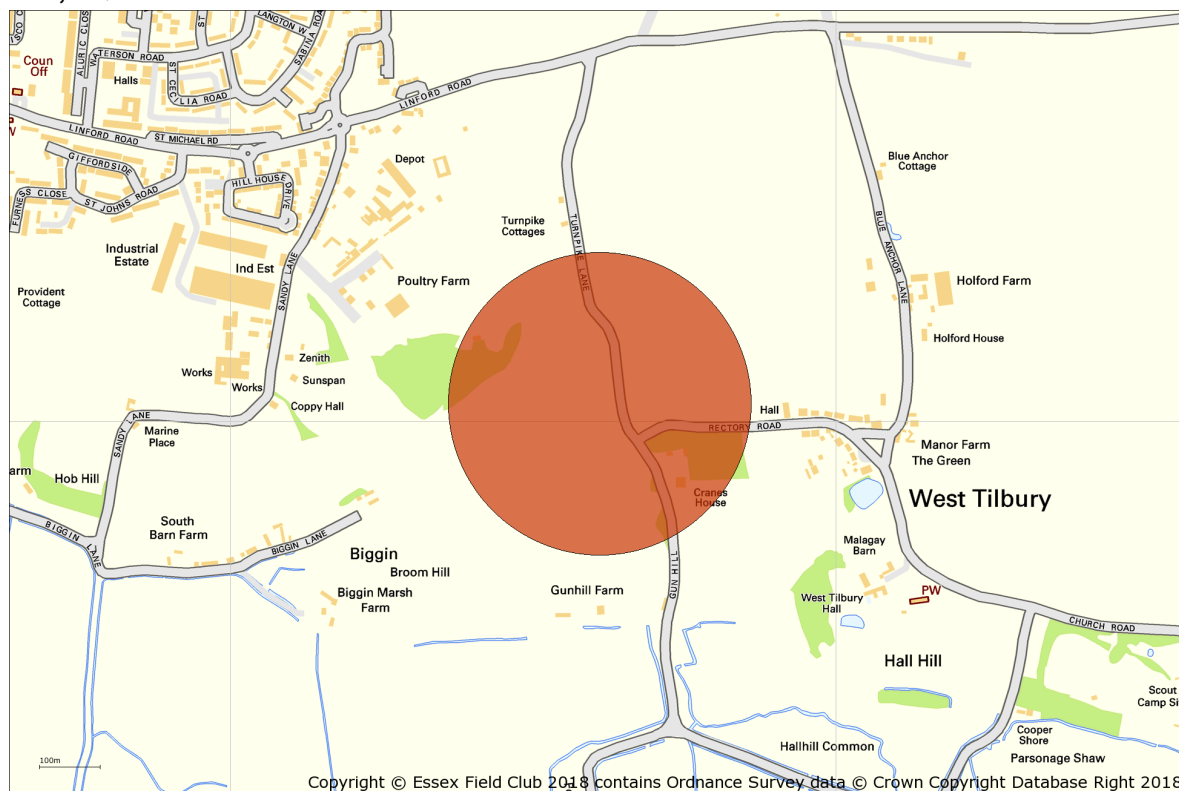 LANGTON W
SABINA ROAD
ALURIC CLOS
WATERSON ROAD
ST
Coun
Off
Halls
ST CECILIA ROAD
LINFORD ROAD
LINFORD ROAD
ST MICHAEL RD
GIFFORDSIDE
HILL HOUSE DRIVE
Depot
Blue Anchor
Cottage
FURNESS CLOSE
ST JOHNS ROAD
Turnpike
Cottages
TURNPIKE LANE
BLUE ANCHOR LANE
Industrial
Estate
Ind Est
SANDY LANE
Poultry Farm
Holford Farm
Provident
Cottage
Holford House
Zenith
Works
Works
Sunspan
Coppy Hall
SANDY LANE
Marine
Place
Hall
RECTORY ROAD
Manor Farm
The Green
arm
Hob Hill
Cranes
House
West Tilbury
BIGGIN LANE
South
Barn Farm
BIGGIN LANE
Biggin
Broom Hill
Malagay
Barn
GUN HILL
Biggin Marsh
Farm
Gunhill Farm
West Tilbury
Hall
PW
CHURCH ROAD
Hall Hill
Scout
Camp Si
Cooper
Shore
Hallhill Common
Parsonage Shaw
100m
Copyright © Essex Field Club 2018 contains Ordnance Survey data © Crown Copyright Database Right 2018